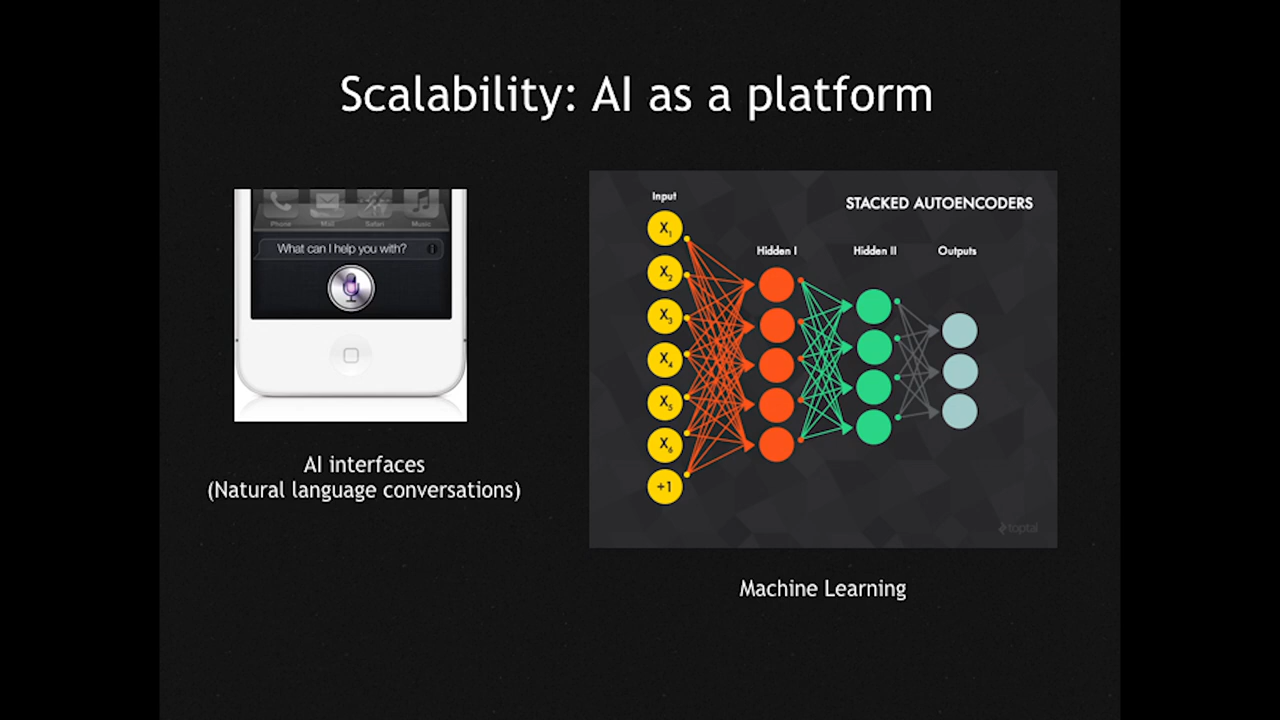 Scalability: AI as a platform
Phone Mail Safari Music
What can I help you with?
AI interfaces
(Natural language conversations)
STACKED AUTOENCODERS
Input
Hidden I
Hidden II
Outputs
X1
X2
X3
X4
X5
X6
+1
toptal
Machine Learning